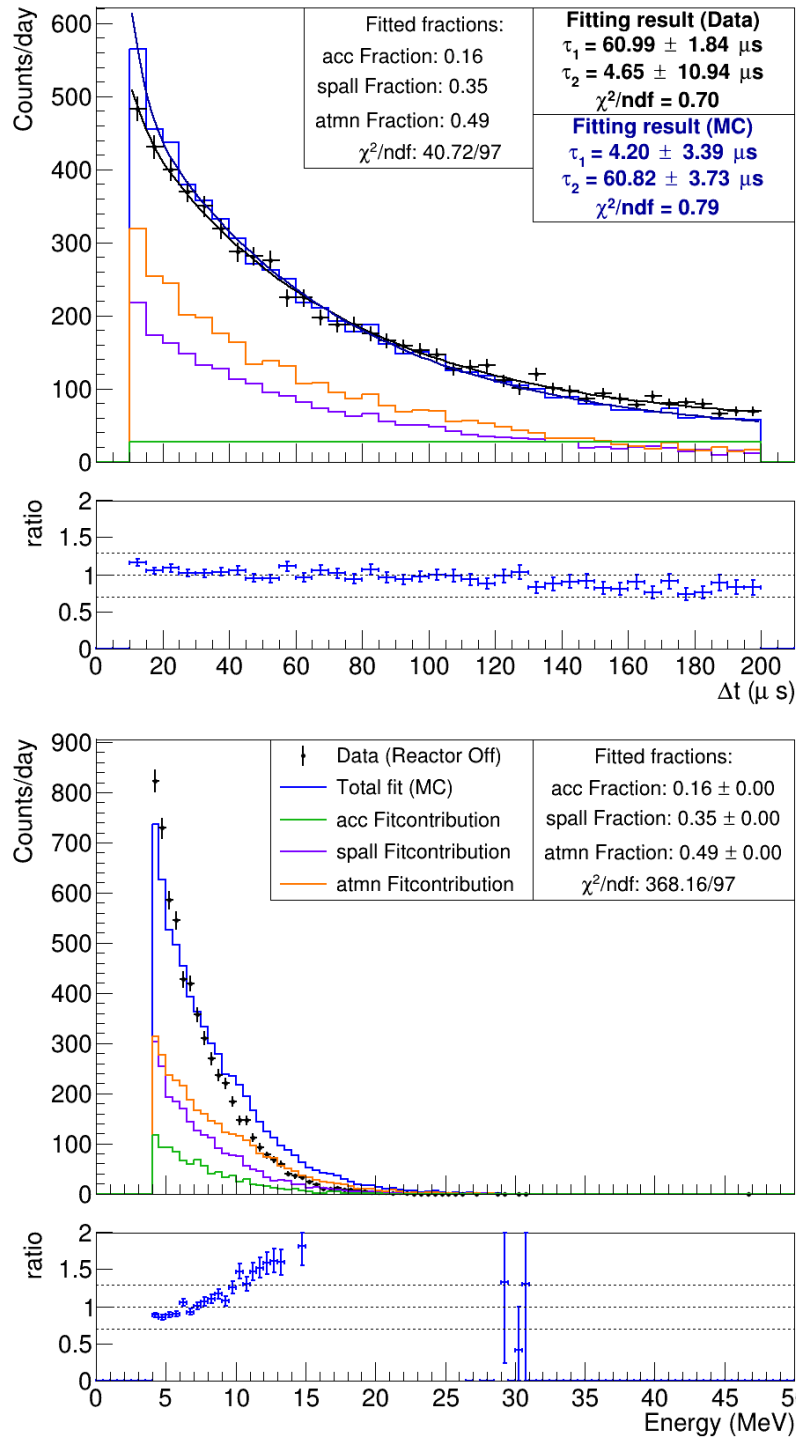 Counts/day
600
500
400
300
200
100
0
Fitted fractions:
acc Fraction: 0.16
spall Fraction: 0.35
atmn Fraction: 0.49
χ²/ndf: 40.72/97
Fitting result (Data)
τ₁ = 60.99 ± 1.84 μs
τ₂ = 4.65 ± 10.94 μs
χ²/ndf = 0.70
Fitting result (MC)
τ₁ = 4.20 ± 3.39 μs
τ₂ = 60.82 ± 3.73 μs
χ²/ndf = 0.79
ratio
2
1.5
1
0.5
0
0 20 40 60 80 100 120 140 160 180 200
Δt (μ s)
Counts/day
900
800
700
600
500
400
300
200
100
0
Data (Reactor Off)
Total fit (MC)
acc Fitcontribution
spall Fitcontribution
atmn Fitcontribution
Fitted fractions:
acc Fraction: 0.16 ± 0.00
spall Fraction: 0.35 ± 0.00
atmn Fraction: 0.49 ± 0.00
χ²/ndf: 368.16/97
ratio
2
1.5
1
0.5
0
0 5 10 15 20 25 30 35 40 45
Energy (MeV)